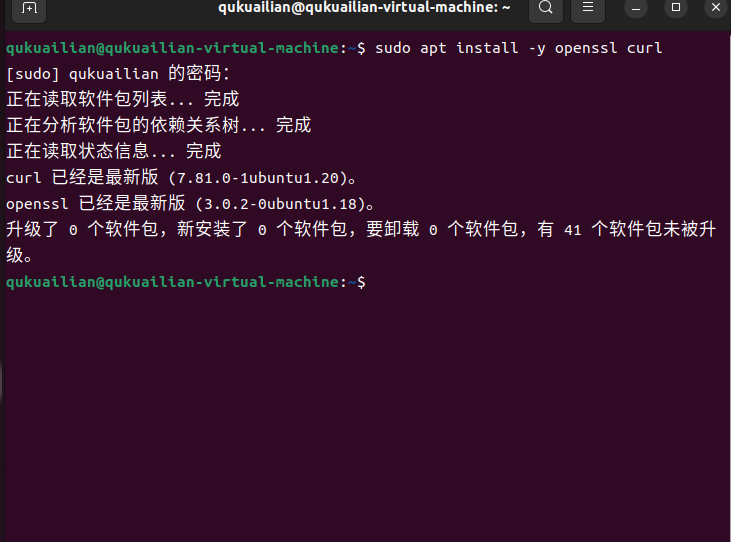 qukuailian@qukuailian-virtual-machine: ~
qukuailian@qukuailian-virtual-machine:~$ sudo apt install -y openssl curl
[sudo] qukuailian 的密码：
正在读取软件包列表... 完成
正在分析软件包的依赖关系树... 完成
正在读取状态信息... 完成
curl 已经是最新版 (7.81.0-1ubuntu1.20)。
openssl 已经是最新版 (3.0.2-0ubuntu1.18)。
升级了 0 个软件包，新安装了 0 个软件包，要卸载 0 个软件包，有 41 个软件包未被升
级。
qukuailian@qukuailian-virtual-machine:~$